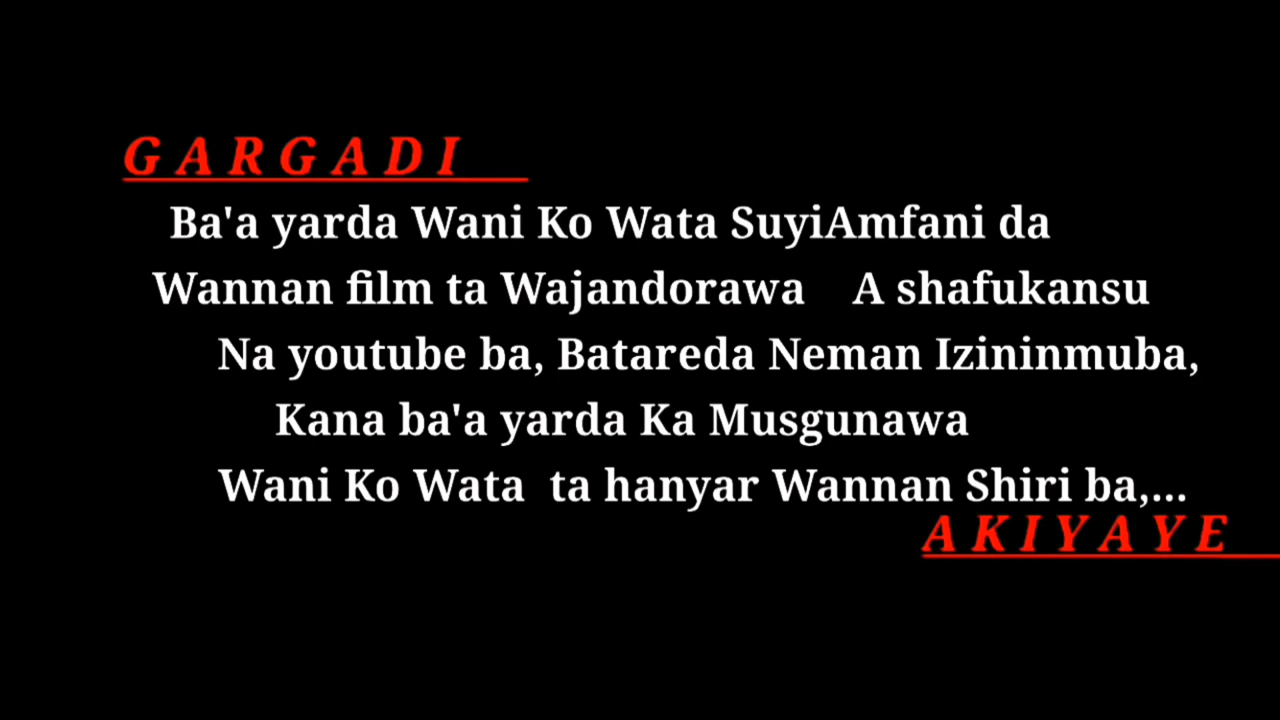 GARGADI
Ba'a yarda Wani Ko Wata SuyiAmfani da
Wannan film ta Wajandorawa A shafukansu
Na youtube ba, Batareda Neman Izininmuba,
Kana ba'a yarda Ka Musgunawa
Wani Ko Wata ta hanyar Wannan Shiri ba,...
AKIYAYE